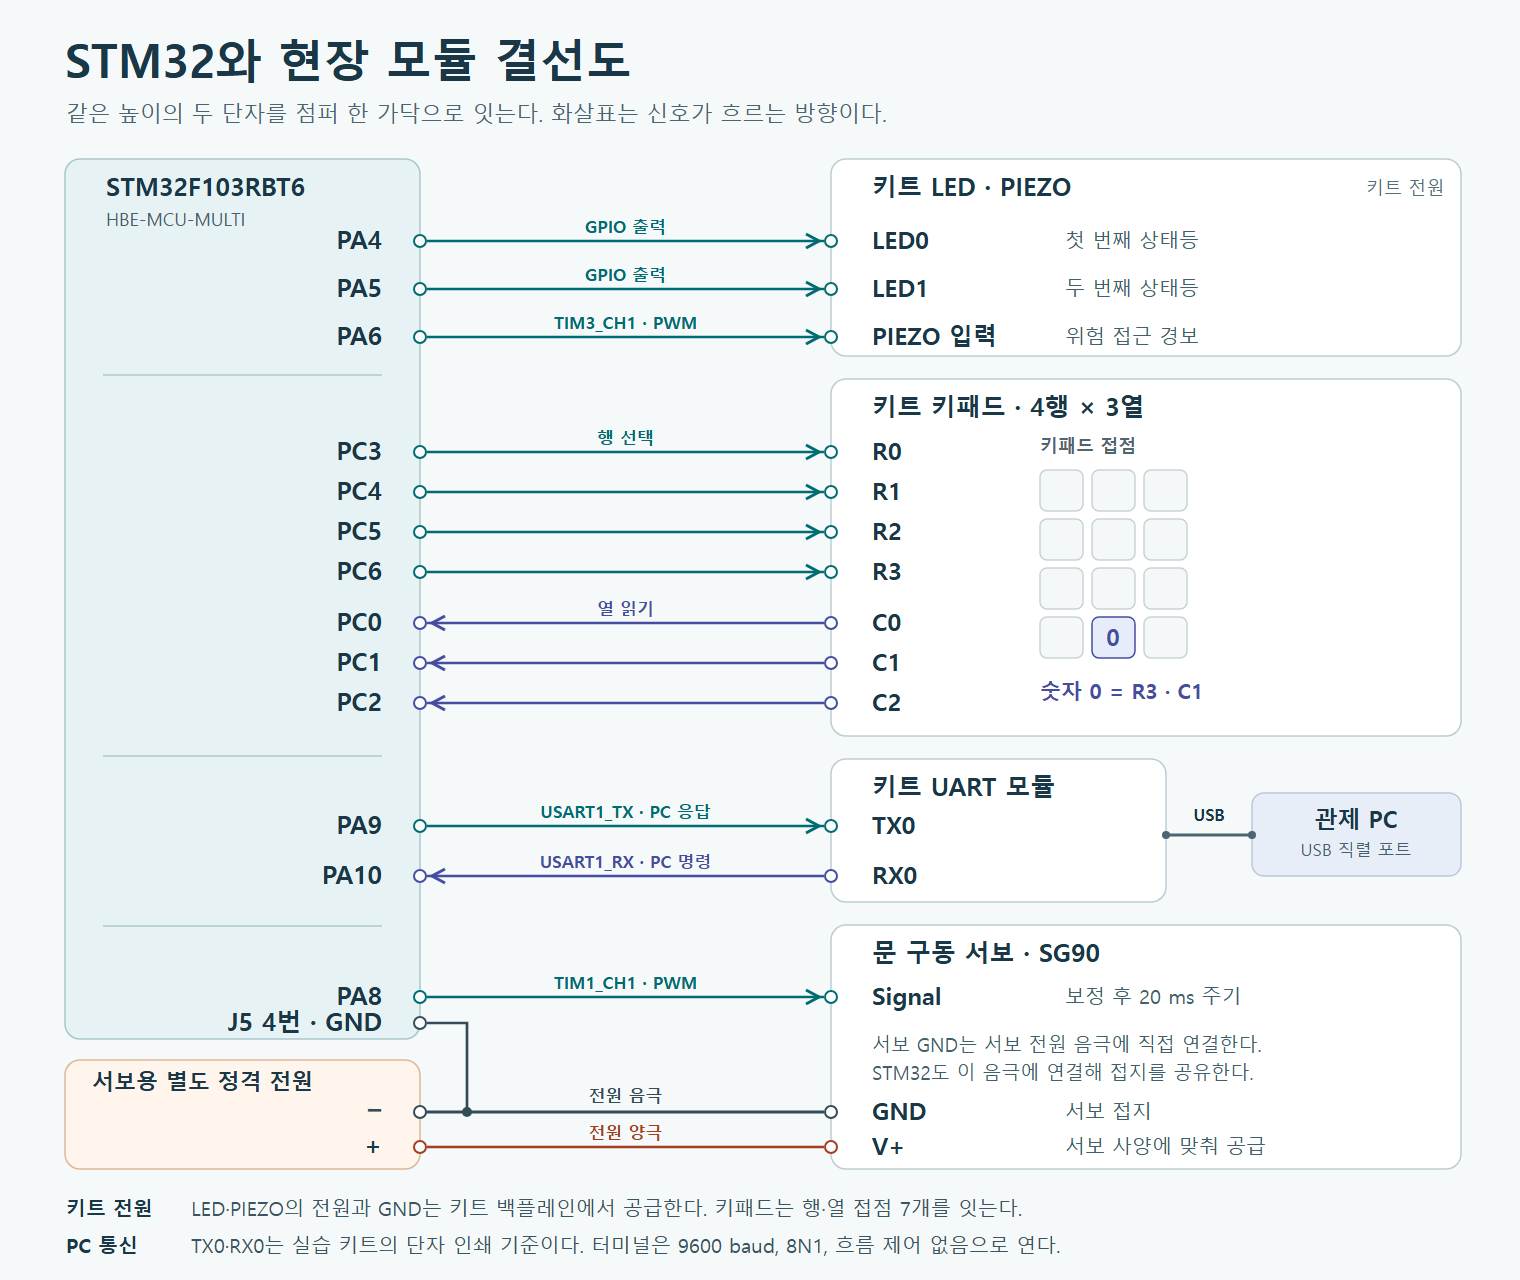 STM32와 현장 모듈 결선도
같은 높이의 두 단자를 점퍼 한 가닥으로 잇는다. 화살표는 신호가 흐르는 방향이다.
STM32F103RBT6
HBE-MCU-MULTI
키트 LED · PIEZO
키트 전원
PA4
GPIO 출력
LED0
첫 번째 상태등
PA5
GPIO 출력
LED1
두 번째 상태등
PA6
TIM3_CH1 · PWM
PIEZO 입력
위험 접근 경보
키트 키패드 · 4행 × 3열
키패드 접점
PC3
행 선택
R0
PC4
R1
PC5
R2
PC6
R3
PC0
열 읽기
C0
PC1
C1
PC2
C2
0
숫자 0 = R3 · C1
키트 UART 모듈
PA9
USART1_TX · PC 응답
TX0
PA10
USART1_RX · PC 명령
RX0
USB
관제 PC
USB 직렬 포트
문 구동 서보 · SG90
PA8
TIM1_CH1 · PWM
Signal
보정 후 20 ms 주기
J5 4번 · GND
서보 GND는 서보 전원 음극에 직접 연결한다.
STM32도 이 음극에 연결해 접지를 공유한다.
서보용 별도 정격 전원
−
전원 음극
GND
서보 접지
+
전원 양극
V+
서보 사양에 맞춰 공급
키트 전원
LED·PIEZO의 전원과 GND는 키트 백플레인에서 공급한다. 키패드는 행·열 접점 7개를 잇는다.
PC 통신
TX0·RX0는 실습 키트의 단자 인쇄 기준이다. 터미널은 9600 baud, 8N1, 흐름 제어 없음으로 연다.